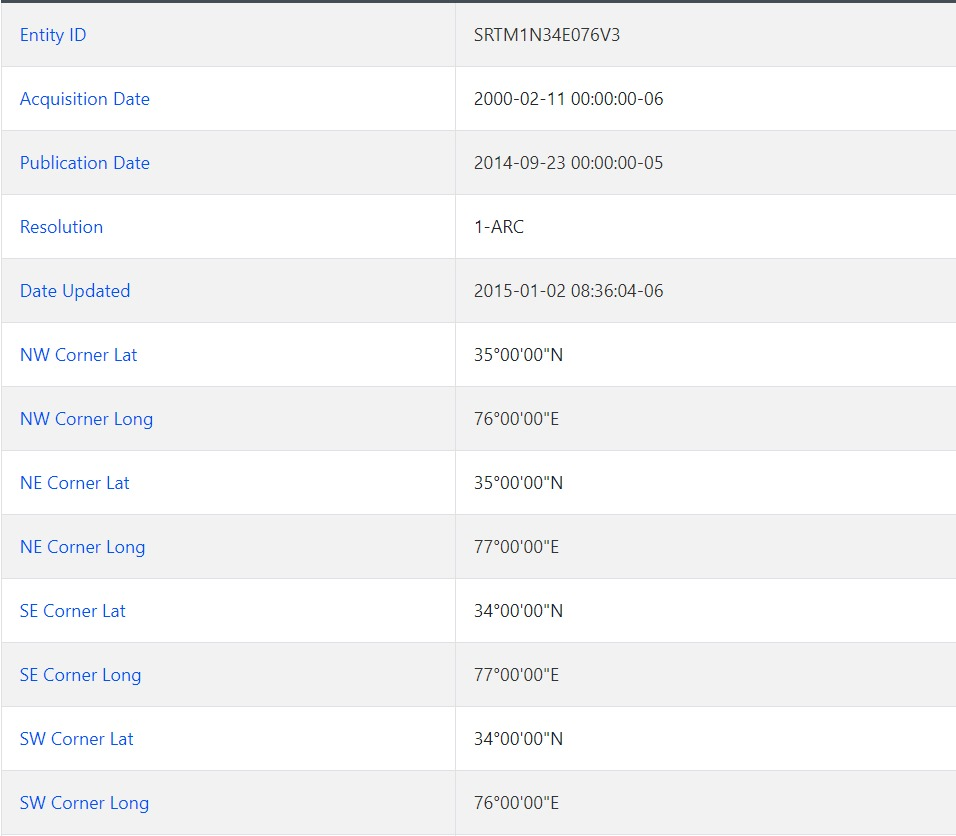 Entity ID SRTM1N34E076V3
Acquisition Date 2000-02-11 00:00:00-06
Publication Date 2014-09-23 00:00:00-05
Resolution 1-ARC
Date Updated 2015-01-02 08:36:04-06
NW Corner Lat 35°00'00"N
NW Corner Long 76°00'00"E
NE Corner Lat 35°00'00"N
NE Corner Long 77°00'00"E
SE Corner Lat 34°00'00"N
SE Corner Long 77°00'00"E
SW Corner Lat 34°00'00"N
SW Corner Long 76°00'00"E